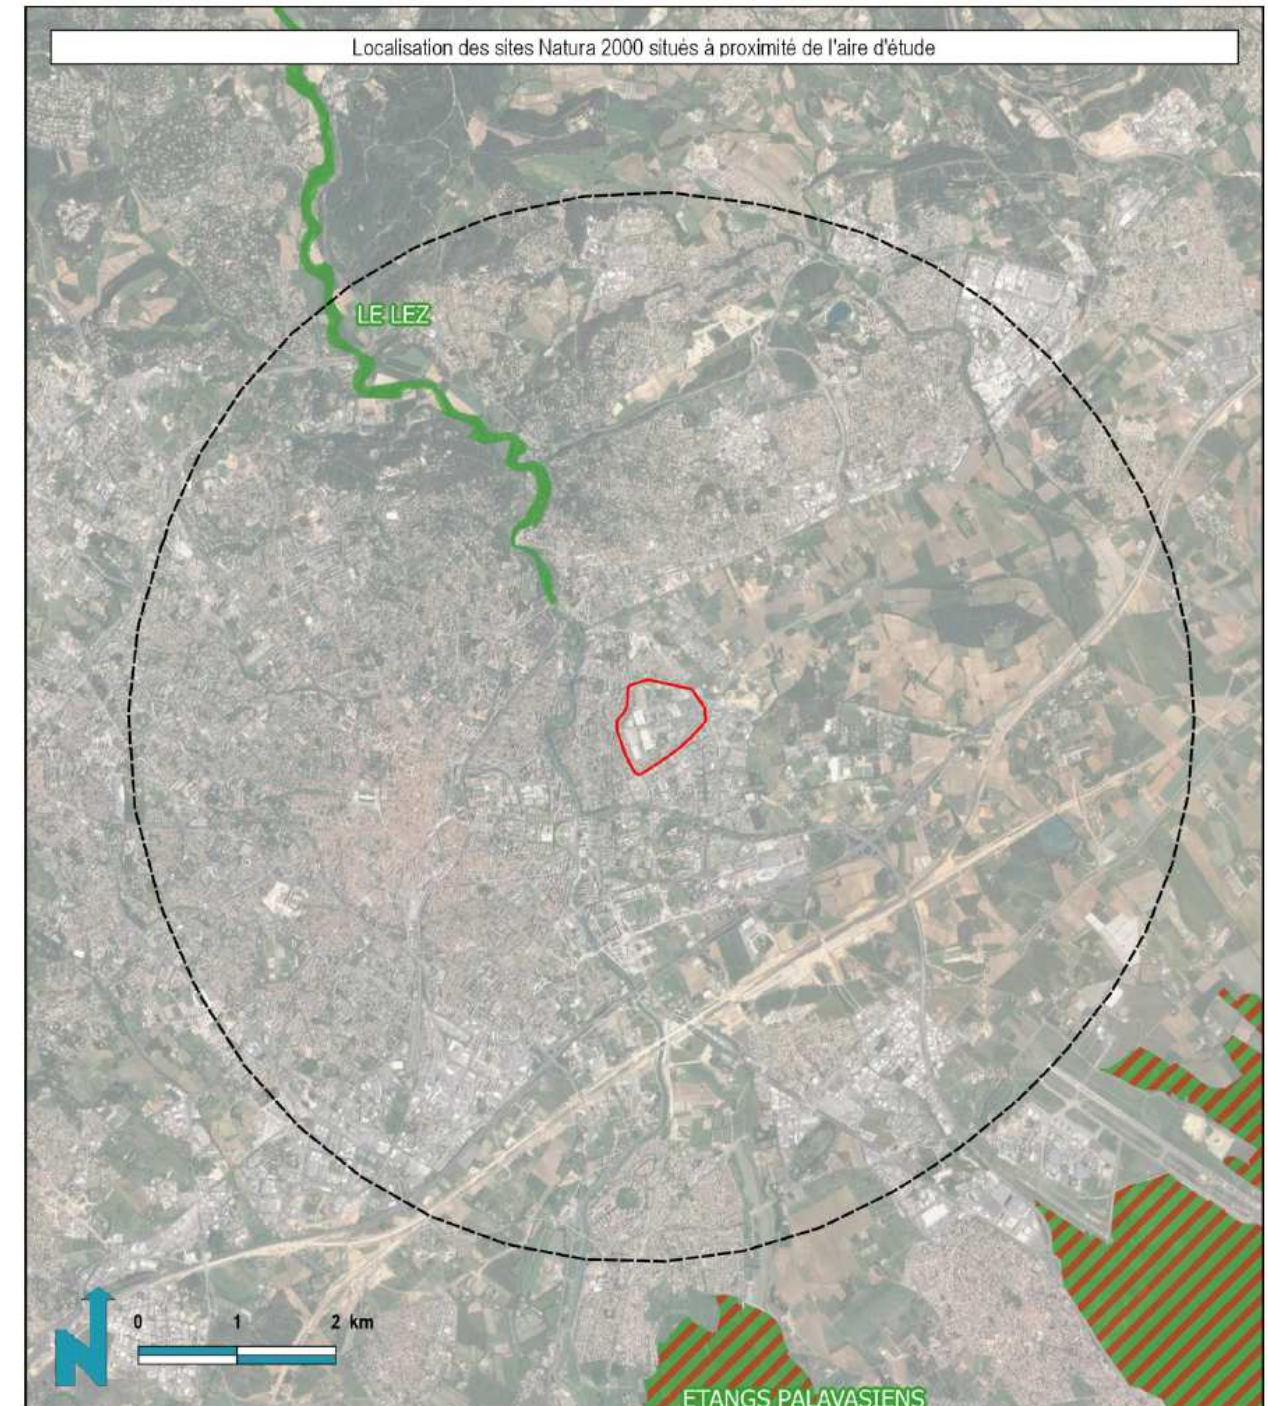 Localisation des sites Natura 2000 situés à proximité de l'aire d'étude
LE LEZ
0 1 2 km
N
ETANGS PALAVASIENS